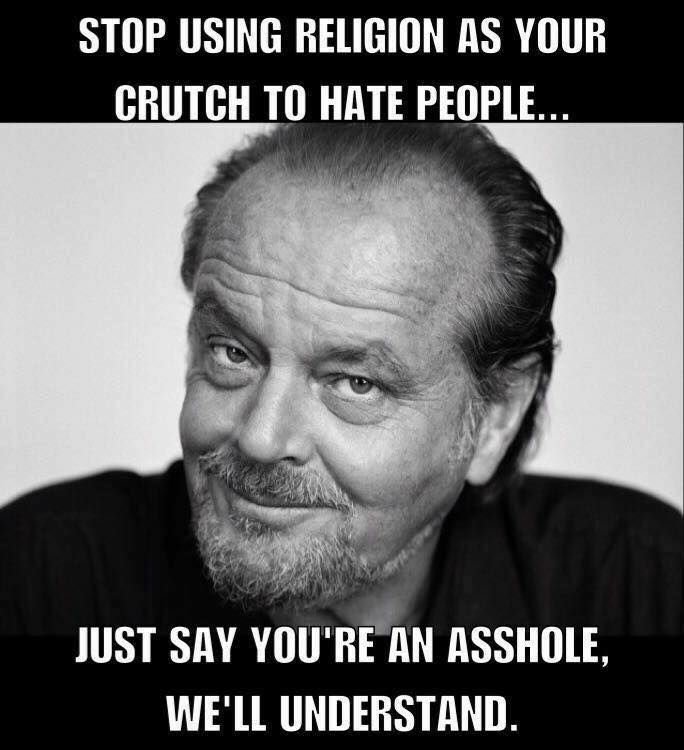 STOP USING RELIGION AS YOUR
CRUTCH TO HATE PEOPLE...
JUST SAY YOU'RE AN ASSHOLE,
WE'LL UNDERSTAND.